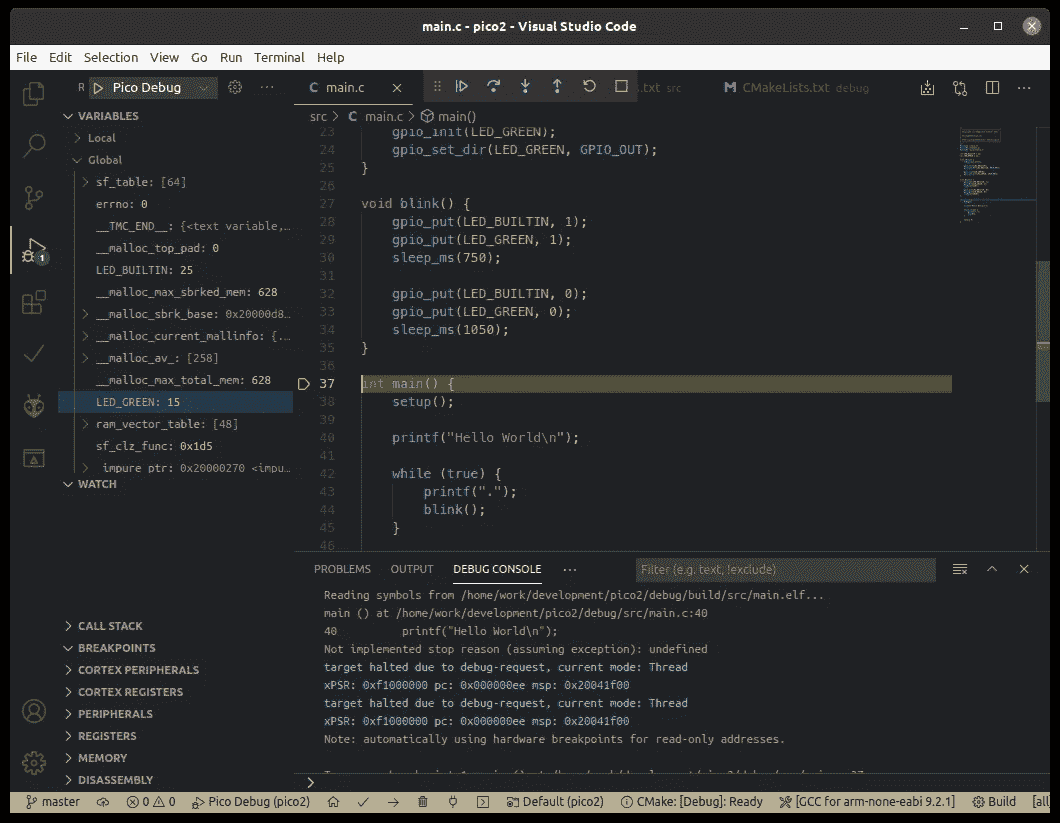 main.c - pico2 - Visual Studio Code
File Edit Selection View Go Run Terminal Help
R Pico Debug
main.c
.txt src
CMakeLists.txt debug
VARIABLES
Local
Global
sf_table: [64]
errno: 0
__TMC_END__: {<text variable,…
__malloc_top_pad: 0
LED_BUILTIN: 25
__malloc_max_sbrked_mem: 628
__malloc_sbrk_base: 0x20000d8…
__malloc_current_mallinfo: {.…
__malloc_av_: [258]
__malloc_max_total_mem: 628
LED_GREEN: 15
ram_vector_table: [48]
sf_clz_func: 0x1d5
_impure_ptr: 0x20000270 <impu…
WATCH
CALL STACK
BREAKPOINTS
CORTEX PERIPHERALS
CORTEX REGISTERS
PERIPHERALS
REGISTERS
MEMORY
DISASSEMBLY
1
src > C main.c > main()
23 gpio_init(LED_GREEN);
24 gpio_set_dir(LED_GREEN, GPIO_OUT);
25 }
26
27 void blink() {
28 gpio_put(LED_BUILTIN, 1);
29 gpio_put(LED_GREEN, 1);
30 sleep_ms(750);
31
32 gpio_put(LED_BUILTIN, 0);
33 gpio_put(LED_GREEN, 0);
34 sleep_ms(1050);
35 }
36
37 int main() {
38 setup();
39
40 printf("Hello World\n");
41
42 while (true) {
43 printf(".");
44 blink();
45 }
46
PROBLEMS OUTPUT DEBUG CONSOLE ··· Filter (e.g. text, !exclude)
Reading symbols from /home/work/development/pico2/debug/build/src/main.elf...
main () at /home/work/development/pico2/debug/src/main.c:40
40 printf("Hello World\n");
Not implemented stop reason (assuming exception): undefined
target halted due to debug-request, current mode: Thread
xPSR: 0xf1000000 pc: 0x000000ee msp: 0x20041f00
target halted due to debug-request, current mode: Thread
xPSR: 0xf1000000 pc: 0x000000ee msp: 0x20041f00
Note: automatically using hardware breakpoints for read-only addresses.
master 0 0 Pico Debug (pico2) Default (pico2) CMake: [Debug]: Ready [GCC for arm-none-eabi 9.2.1] Build [all